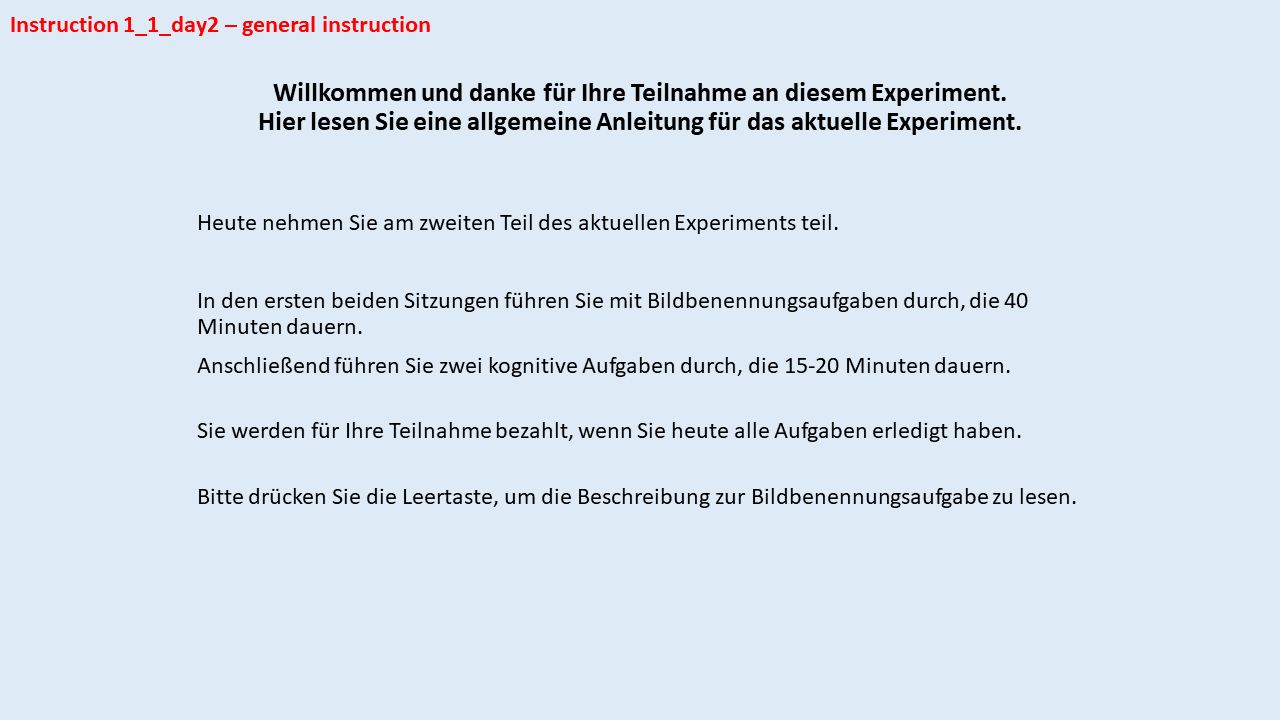 Instruction 1_1_day2 – general instruction
Willkommen und danke für Ihre Teilnahme an diesem Experiment.
Hier lesen Sie eine allgemeine Anleitung für das aktuelle Experiment.
Heute nehmen Sie am zweiten Teil des aktuellen Experiments teil.
In den ersten beiden Sitzungen führen Sie mit Bildbenennungsaufgaben durch, die 40
Minuten dauern.
Anschließend führen Sie zwei kognitive Aufgaben durch, die 15-20 Minuten dauern.
Sie werden für Ihre Teilnahme bezahlt, wenn Sie heute alle Aufgaben erledigt haben.
Bitte drücken Sie die Leertaste, um die Beschreibung zur Bildbenennungsaufgabe zu lesen.